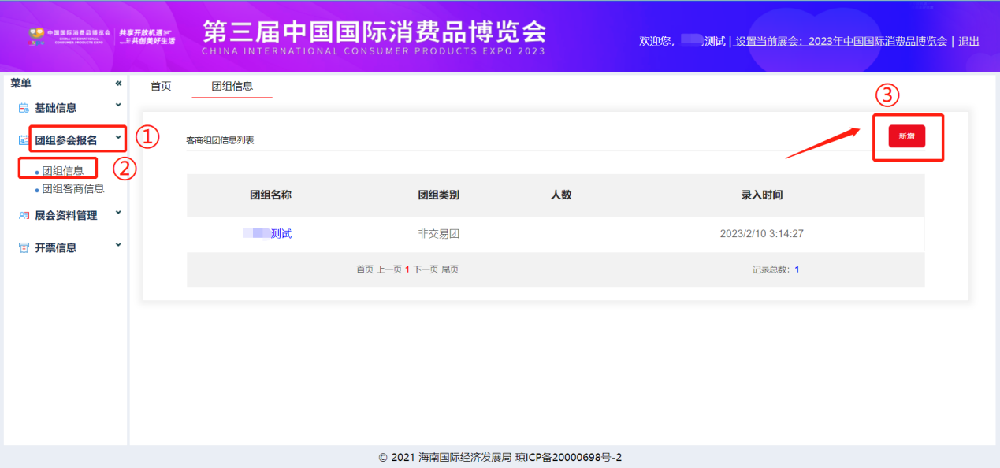 中国国际消费品博览会
CHINA INTERNATIONAL
CONSUMER PRODUCTS EXPO
共享开放机遇
共创美好生活
第三届中国国际消费品博览会
CHINA INTERNATIONAL CONSUMER PRODUCTS EXPO 2023
欢迎您, 测试 | 设置当前展会：2023年中国国际消费品博览会 | 退出
菜单 «
首页 团组信息
基础信息
团组参会报名 ①
团组信息 ②
团组客商信息
展会资料管理
开票信息
③
客商组团信息列表
新增
团组名称 团组类别 人数 录入时间
测试 非交易团 2023/2/10 3:14:27
首页 上一页 1 下一页 尾页 记录总数：1
© 2021 海南国际经济发展局 琼ICP备20000698号-2